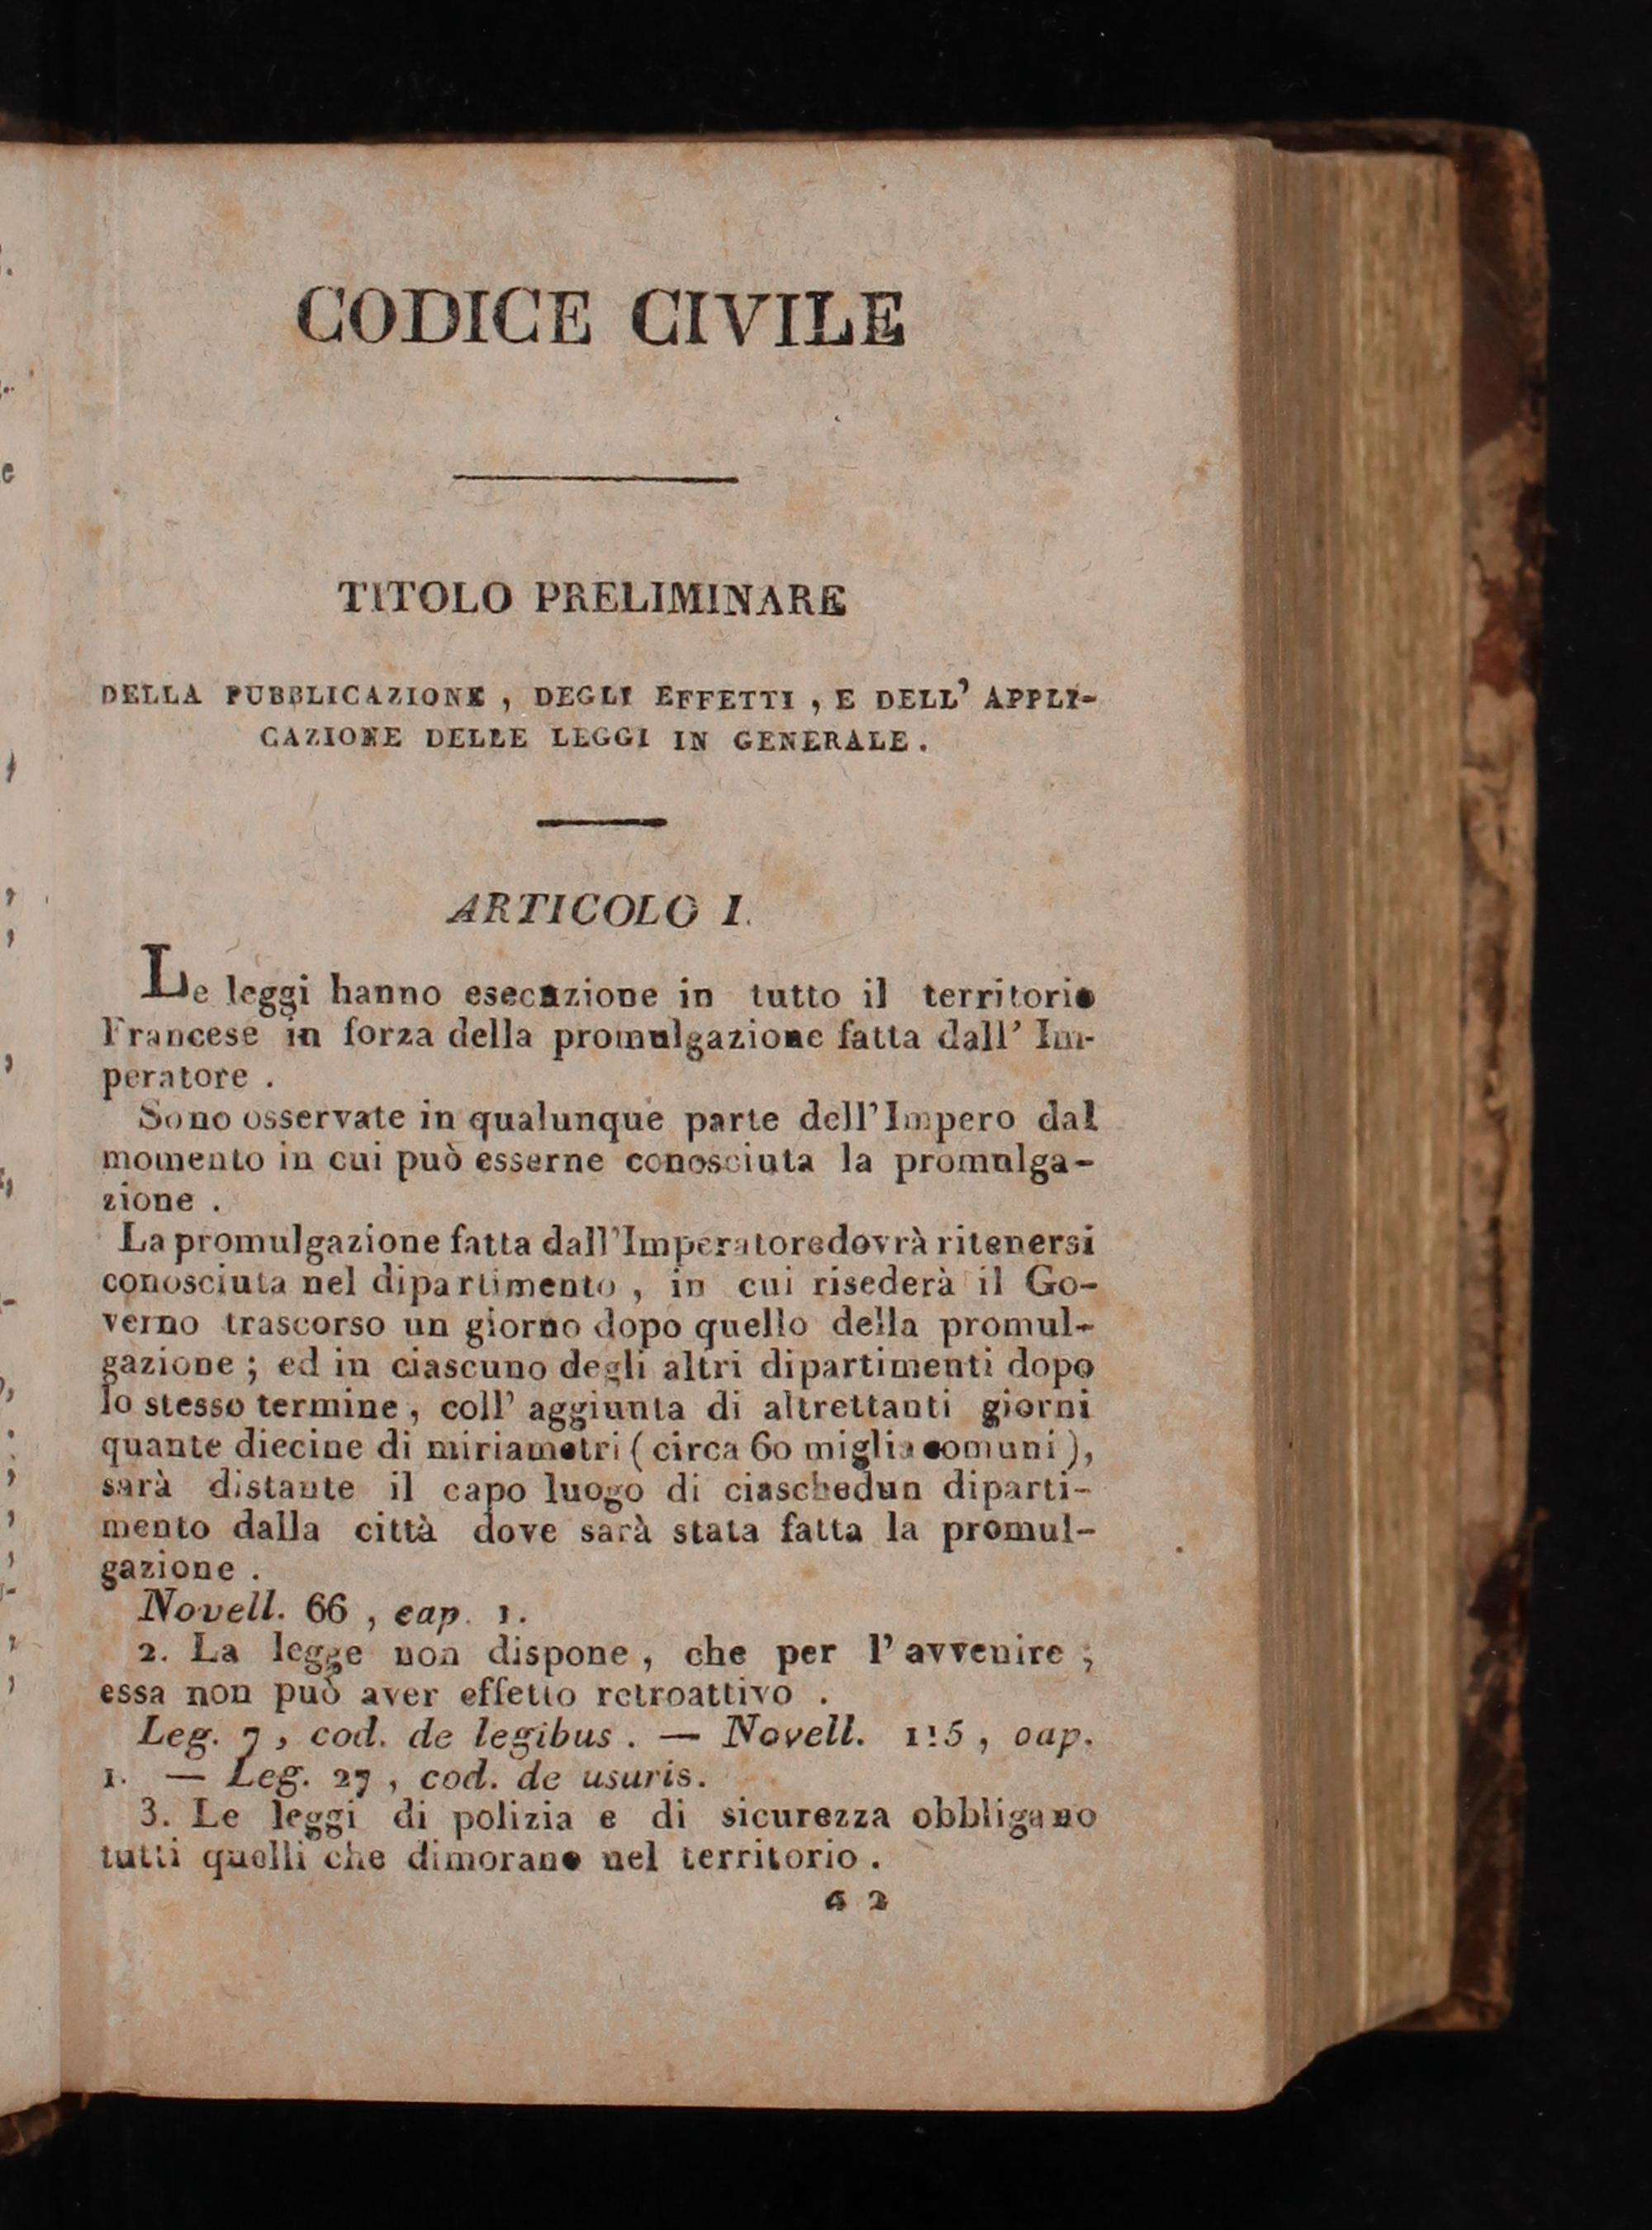 CODICE CIVILE
TITOLO PRELIMINARE
DELLA PUBBLICAZIONE , DEGLI EFFETTI , E DELL' APPLI-
CAZIONE DELLE LEGGI IN GENERALE .
ARTICOLO I.
Le leggi hanno esecuzione in tutto il territorio
Francese in forza della promulgazione fatta dall' Im-
peratore .
Sono osservate in qualunque parte dell'Impero dal
momento in cui può esserne conosciuta la promulga-
zione .
La promulgazione fatta dall'Imperatore dovrà ritenersi
conosciuta nel dipartimento , in cui risederà il Go-
verno trascorso un giorno dopo quello della promul-
gazione ; ed in ciascuno degli altri dipartimenti dopo
lo stesso termine , coll' aggiunta di altrettanti giorni
quante diecine di miriametri ( circa 60 miglia comuni ),
sarà distante il capo luogo di ciaschedun diparti-
mento dalla città dove sarà stata fatta la promul-
gazione .
Novell. 66 , cap. 1.
2. La legge non dispone , che per l' avvenire ;
essa non può aver effetto retroattivo .
Leg. 7 , cod. de legibus . — Novell. 115 , cap.
1. — Leg. 27 , cod. de usuris.
3. Le leggi di polizia e di sicurezza obbligano
tutti quelli che dimorano nel territorio .
2